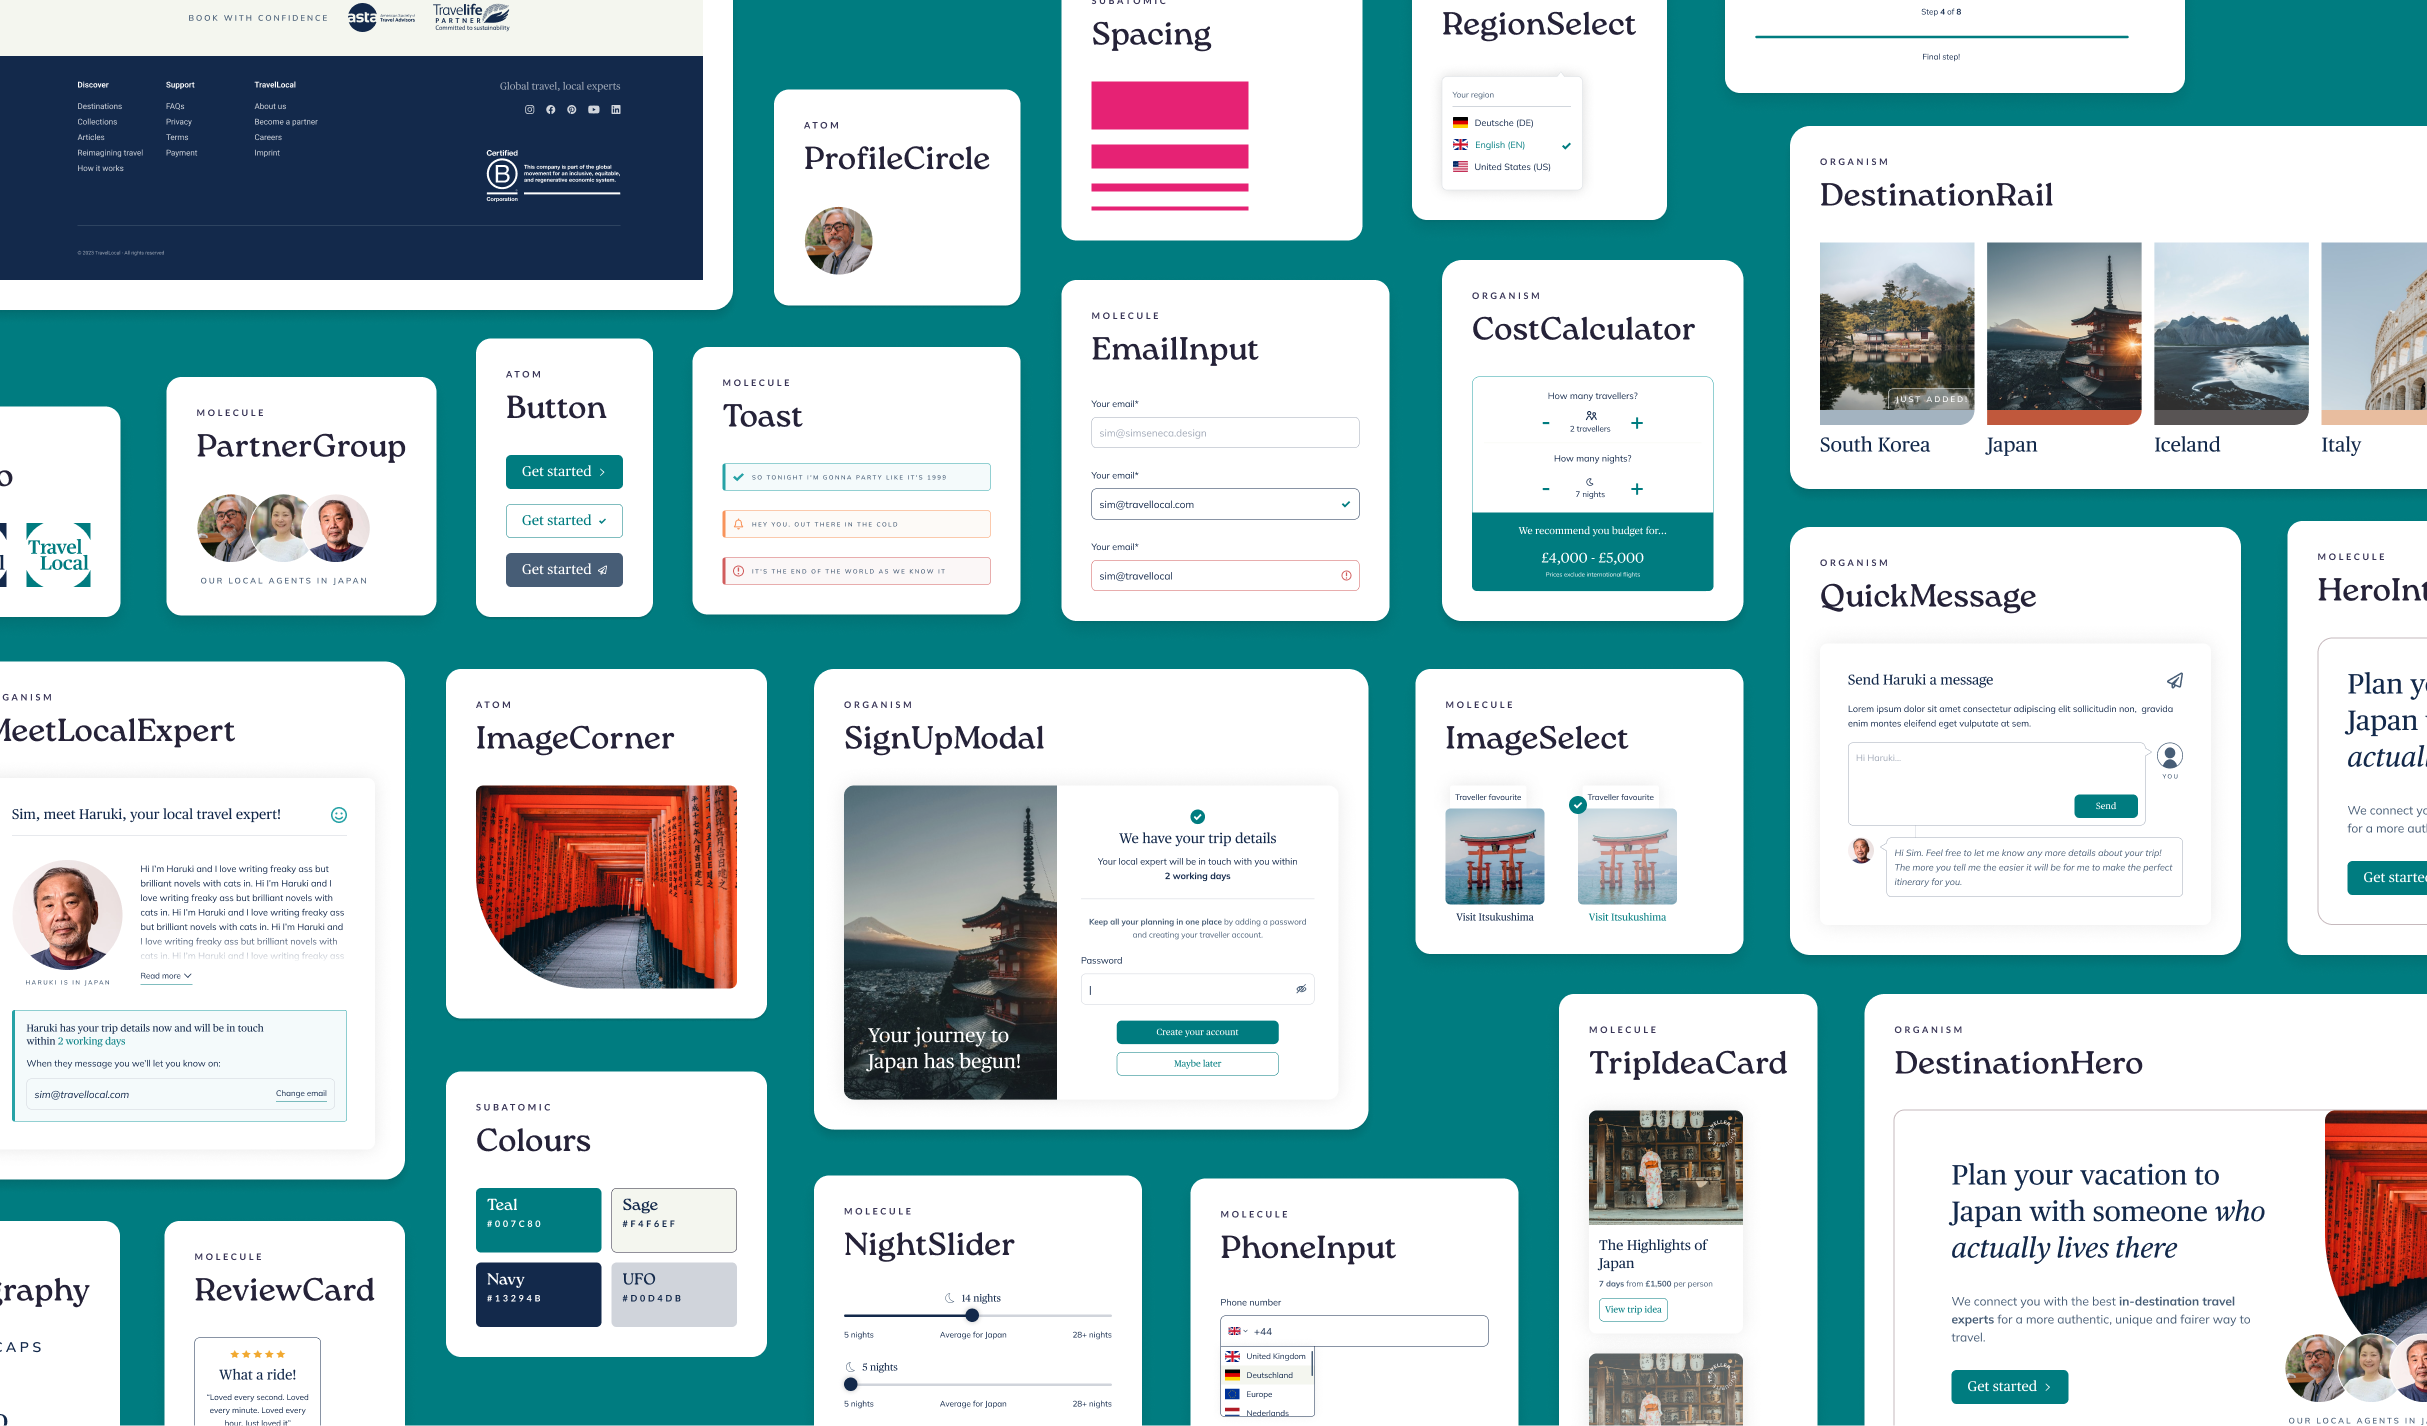 BOOK WITH CONFIDENCE
asta
American Society of
Travel Advisors
Travelife
PARTNER
Committed to sustainability
Discover
Destinations
Collections
Articles
Reimagining travel
How it works
Support
FAQs
Privacy
Terms
Payment
TravelLocal
About us
Become a partner
Careers
Imprint
Global travel, local experts
Certified
B
Corporation
This company is part of the global
movement for an inclusive, equitable,
and regenerative economic system.
© 2023 TravelLocal · All rights reserved
ATOM
ProfileCircle
SUBATOMIC
Spacing
RegionSelect
Your region
Deutsche (DE)
English (EN)
United States (US)
Step 4 of 8
Final step!
ORGANISM
DestinationRail
JUST ADDED!
South Korea
Japan
Iceland
Italy
o
Travel
Local
MOLECULE
PartnerGroup
OUR LOCAL AGENTS IN JAPAN
ATOM
Button
Get started
Get started
Get started
MOLECULE
Toast
SO TONIGHT I'M GONNA PARTY LIKE IT'S 1999
HEY YOU, OUT THERE IN THE COLD
IT'S THE END OF THE WORLD AS WE KNOW IT
MOLECULE
EmailInput
Your email*
sim@simseneca.design
Your email*
sim@travellocal.com
Your email*
sim@travellocal
ORGANISM
CostCalculator
How many travellers?
- 2 travellers +
How many nights?
- 7 nights +
We recommend you budget for...
£4,000 - £5,000
Prices exclude international flights
ORGANISM
QuickMessage
Send Haruki a message
Lorem ipsum dolor sit amet consectetur adipiscing elit sollicitudin non, gravida
enim montes eleifend eget vulputate at sem.
Hi Haruki...
Send
YOU
Hi Sim. Feel free to let me know any more details about your trip!
The more you tell me the easier it will be for me to make the perfect
itinerary for you.
MOLECULE
HeroInt
Plan y
Japan
actual
We connect yo
for a more aut
Get started
GANISM
MeetLocalExpert
Sim, meet Haruki, your local travel expert!
Hi I'm Haruki and I love writing freaky ass but
brilliant novels with cats in. Hi I'm Haruki and I
love writing freaky ass but brilliant novels with
cats in. Hi I'm Haruki and I love writing freaky ass
but brilliant novels with cats in. Hi I'm Haruki and
I love writing freaky ass but brilliant novels with
cats in. Hi I'm Haruki and I love writing freaky ass
Read more
HARUKI IS IN JAPAN
Haruki has your trip details now and will be in touch
within 2 working days
When they message you we'll let you know on:
sim@travellocal.com
Change email
ATOM
ImageCorner
ORGANISM
SignUpModal
Your journey to
Japan has begun!
We have your trip details
Your local expert will be in touch with you within
2 working days
Keep all your planning in one place by adding a password
and creating your traveller account.
Password
Create your account
Maybe later
MOLECULE
ImageSelect
Traveller favourite
Visit Itsukushima
Traveller favourite
Visit Itsukushima
SUBATOMIC
Colours
Teal
#007C80
Sage
#F4F6EF
Navy
#13294B
UFO
#D0D4DB
MOLECULE
NightSlider
14 nights
5 nights Average for Japan 28+ nights
5 nights
5 nights Average for Japan 28+ nights
MOLECULE
PhoneInput
Phone number
+44
United Kingdom
Deutschland
Europe
Nederlands
MOLECULE
TripIdeaCard
The Highlights of
Japan
7 days from £1,500 per person
View trip idea
ORGANISM
DestinationHero
Plan your vacation to
Japan with someone who
actually lives there
We connect you with the best in-destination travel
experts for a more authentic, unique and fairer way to
travel.
Get started
OUR LOCAL AGENTS IN J
raphy
CAPS
MOLECULE
ReviewCard
What a ride!
"Loved every second. Loved
every minute. Loved every
hour. Just loved it"